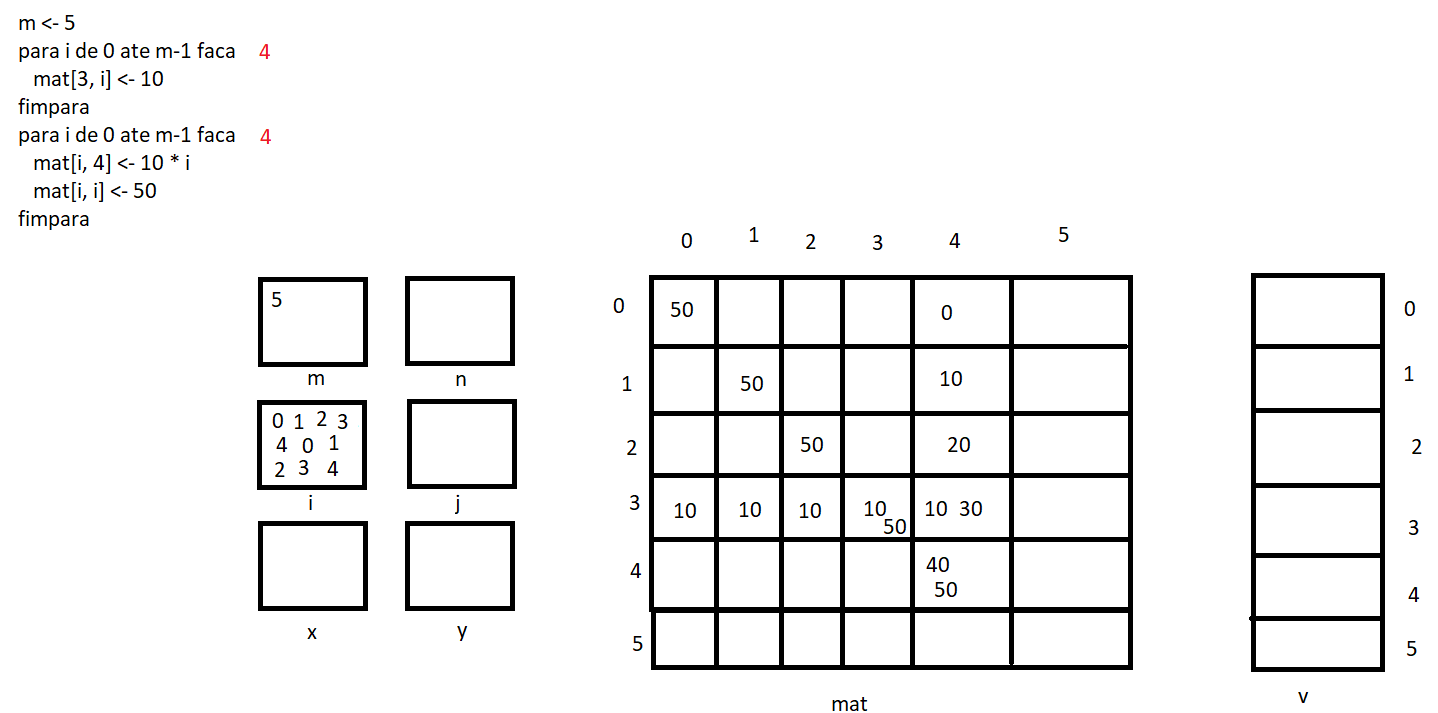 m <- 5
para i de 0 ate m-1 faca 4
mat[3, i] <- 10
fimpara
para i de 0 ate m-1 faca 4
mat[i, 4] <- 10 * i
mat[i, i] <- 50
fimpara
0 1 2 3 4 5
5
m n
0 1 2 3
4 0 1
2 3 4
i j
x y
0 50 0
1 50 10
2 50 20
3 10 10 10 10 50 10 30
4 40
50
5
mat
0
1
2
3
4
5
v